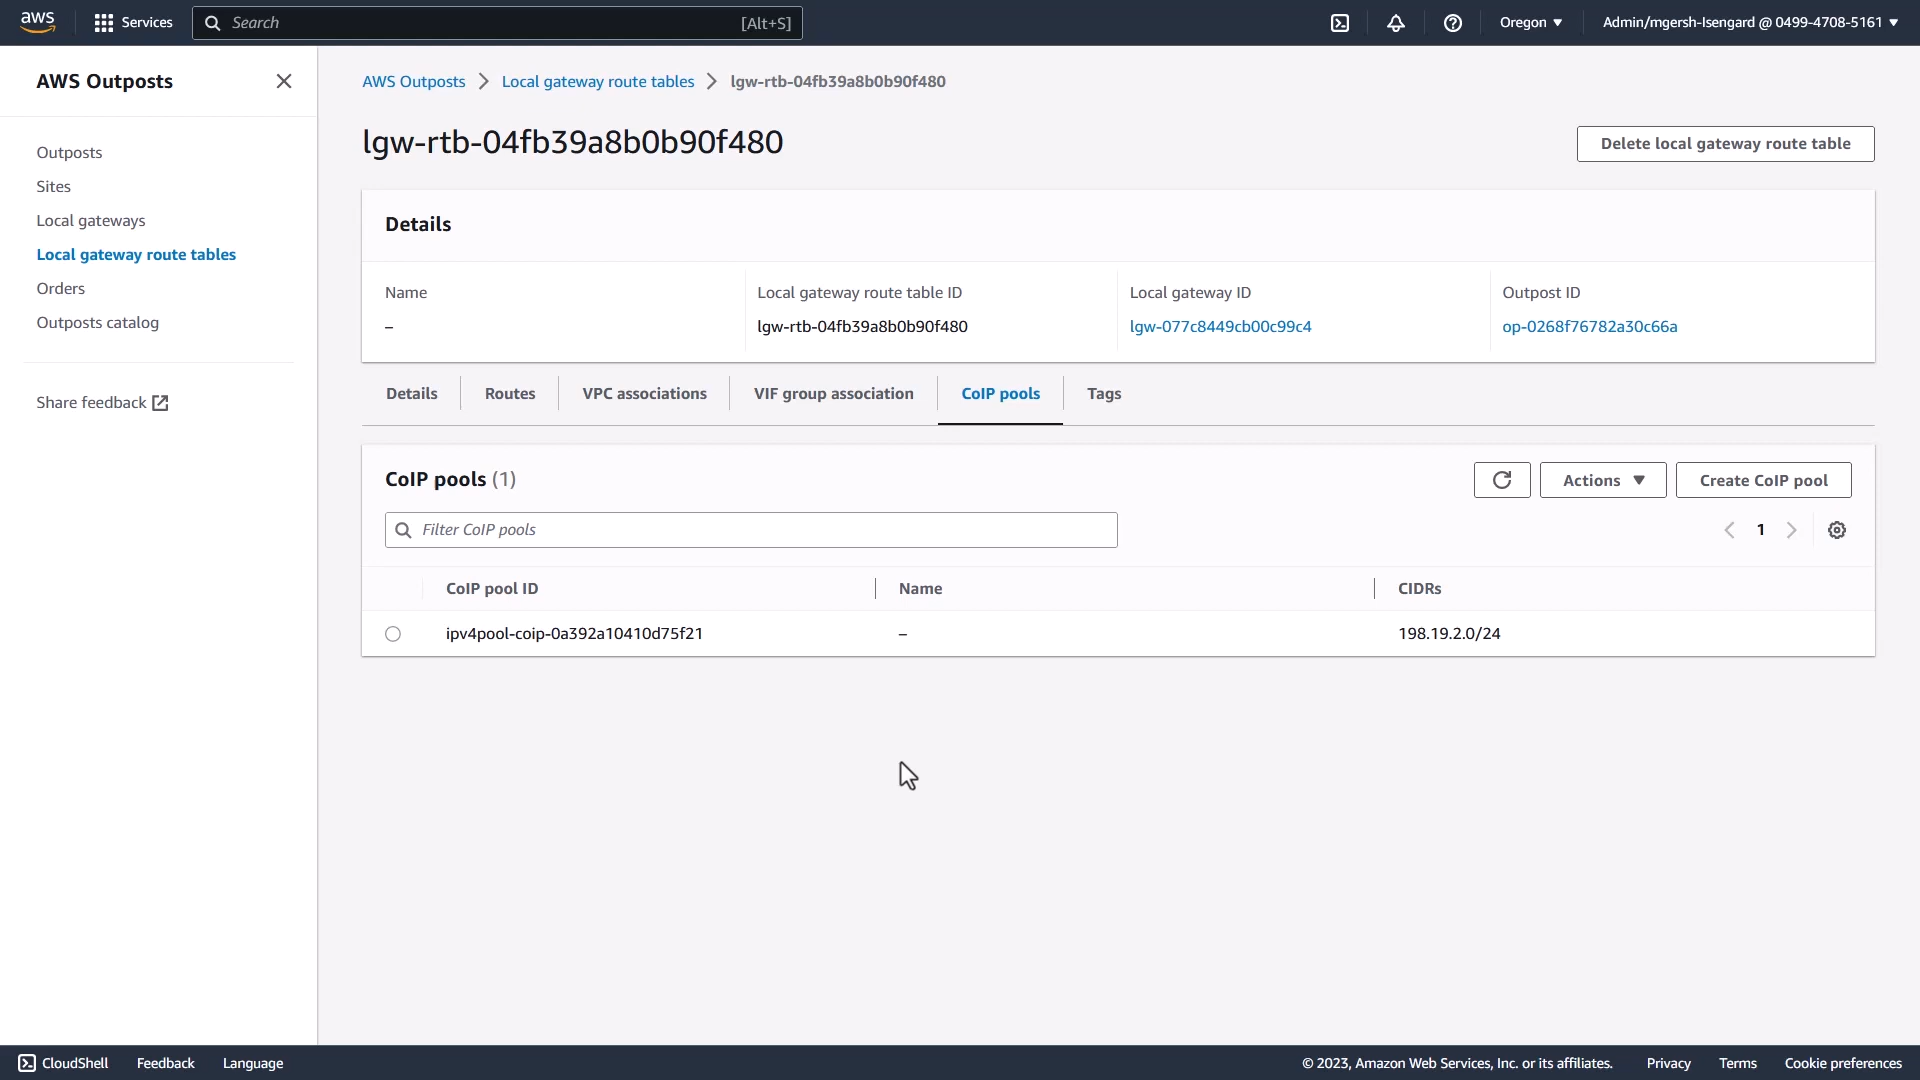 aws
Services
Search
[Alt+S]
Oregon
Admin/mgersh-Isengard @ 0499-4708-5161
AWS Outposts
Outposts
Sites
Local gateways
Local gateway route tables
Orders
Outposts catalog
Share feedback
AWS Outposts > Local gateway route tables > lgw-rtb-04fb39a8b0b90f480
lgw-rtb-04fb39a8b0b90f480
Delete local gateway route table
Details
Name
–
Local gateway route table ID
lgw-rtb-04fb39a8b0b90f480
Local gateway ID
lgw-077c8449cb00c99c4
Outpost ID
op-0268f76782a30c66a
Details
Routes
VPC associations
VIF group association
CoIP pools
Tags
CoIP pools (1)
Actions
Create CoIP pool
Filter CoIP pools
1
CoIP pool ID
Name
CIDRs
ipv4pool-coip-0a392a10410d75f21
–
198.19.2.0/24
CloudShell
Feedback
Language
© 2023, Amazon Web Services, Inc. or its affiliates.
Privacy
Terms
Cookie preferences